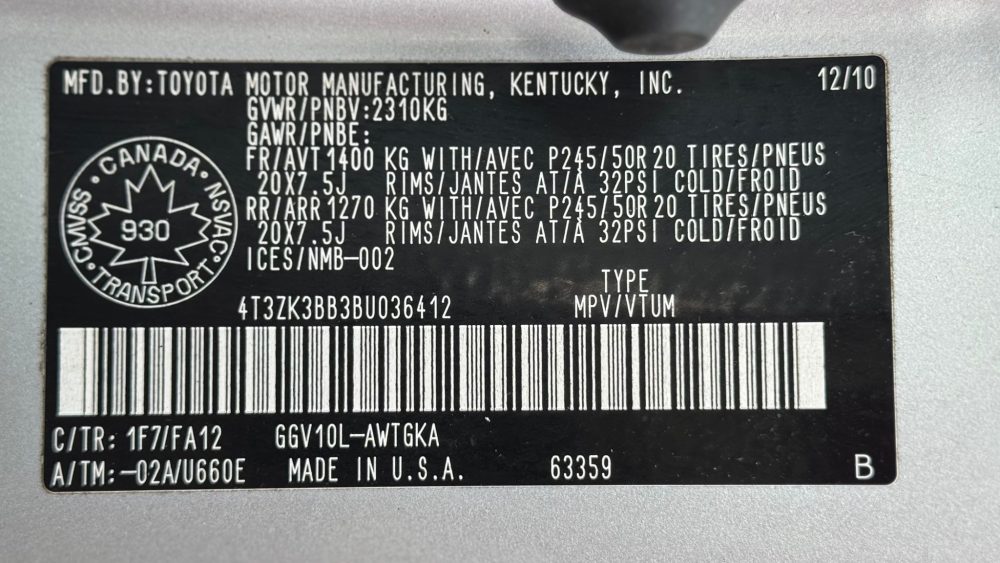 MFD.BY:TOYOTA MOTOR MANUFACTURING, KENTUCKY, INC. 12/10
GVWR/PNBV:2310KG
GAWR/PNBE:
FR/AVT 1400 KG WITH/AVEC P245/50R20 TIRES/PNEUS
20X7.5J RIMS/JANTES AT/À 32PSI COLD/FROID
RR/ARR 1270 KG WITH/AVEC P245/50R20 TIRES/PNEUS
20X7.5J RIMS/JANTES AT/À 32PSI COLD/FROID
ICES/NMB-002
CANADA
CMVSS • NSVAC
930
TRANSPORT
TYPE
4T3ZK3BB3BU036412 MPV/VTUM
C/TR: 1F7/FA12 GGV10L-AWTGKA
A/TM:-02A/U660E MADE IN U.S.A. 63359 B